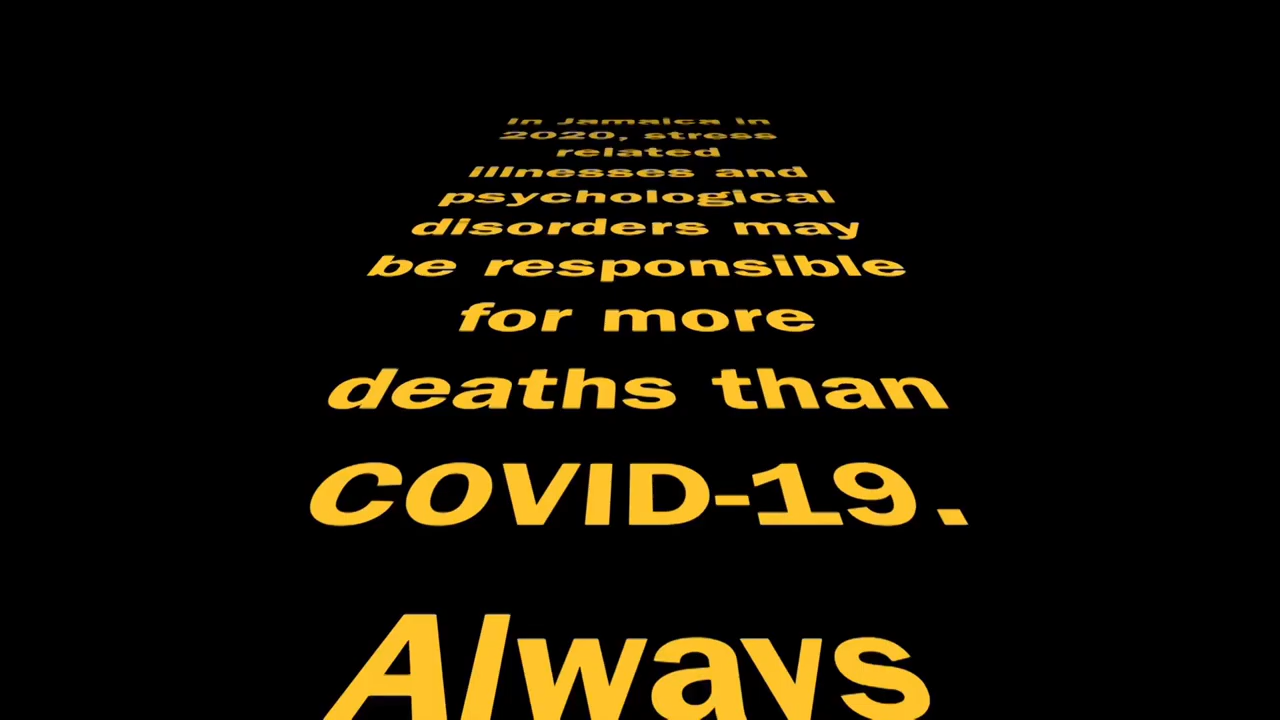 In Jamaica in
2020, stress
related
illnesses and
psychological
disorders may
be responsible
for more
deaths than
COVID-19.
Always